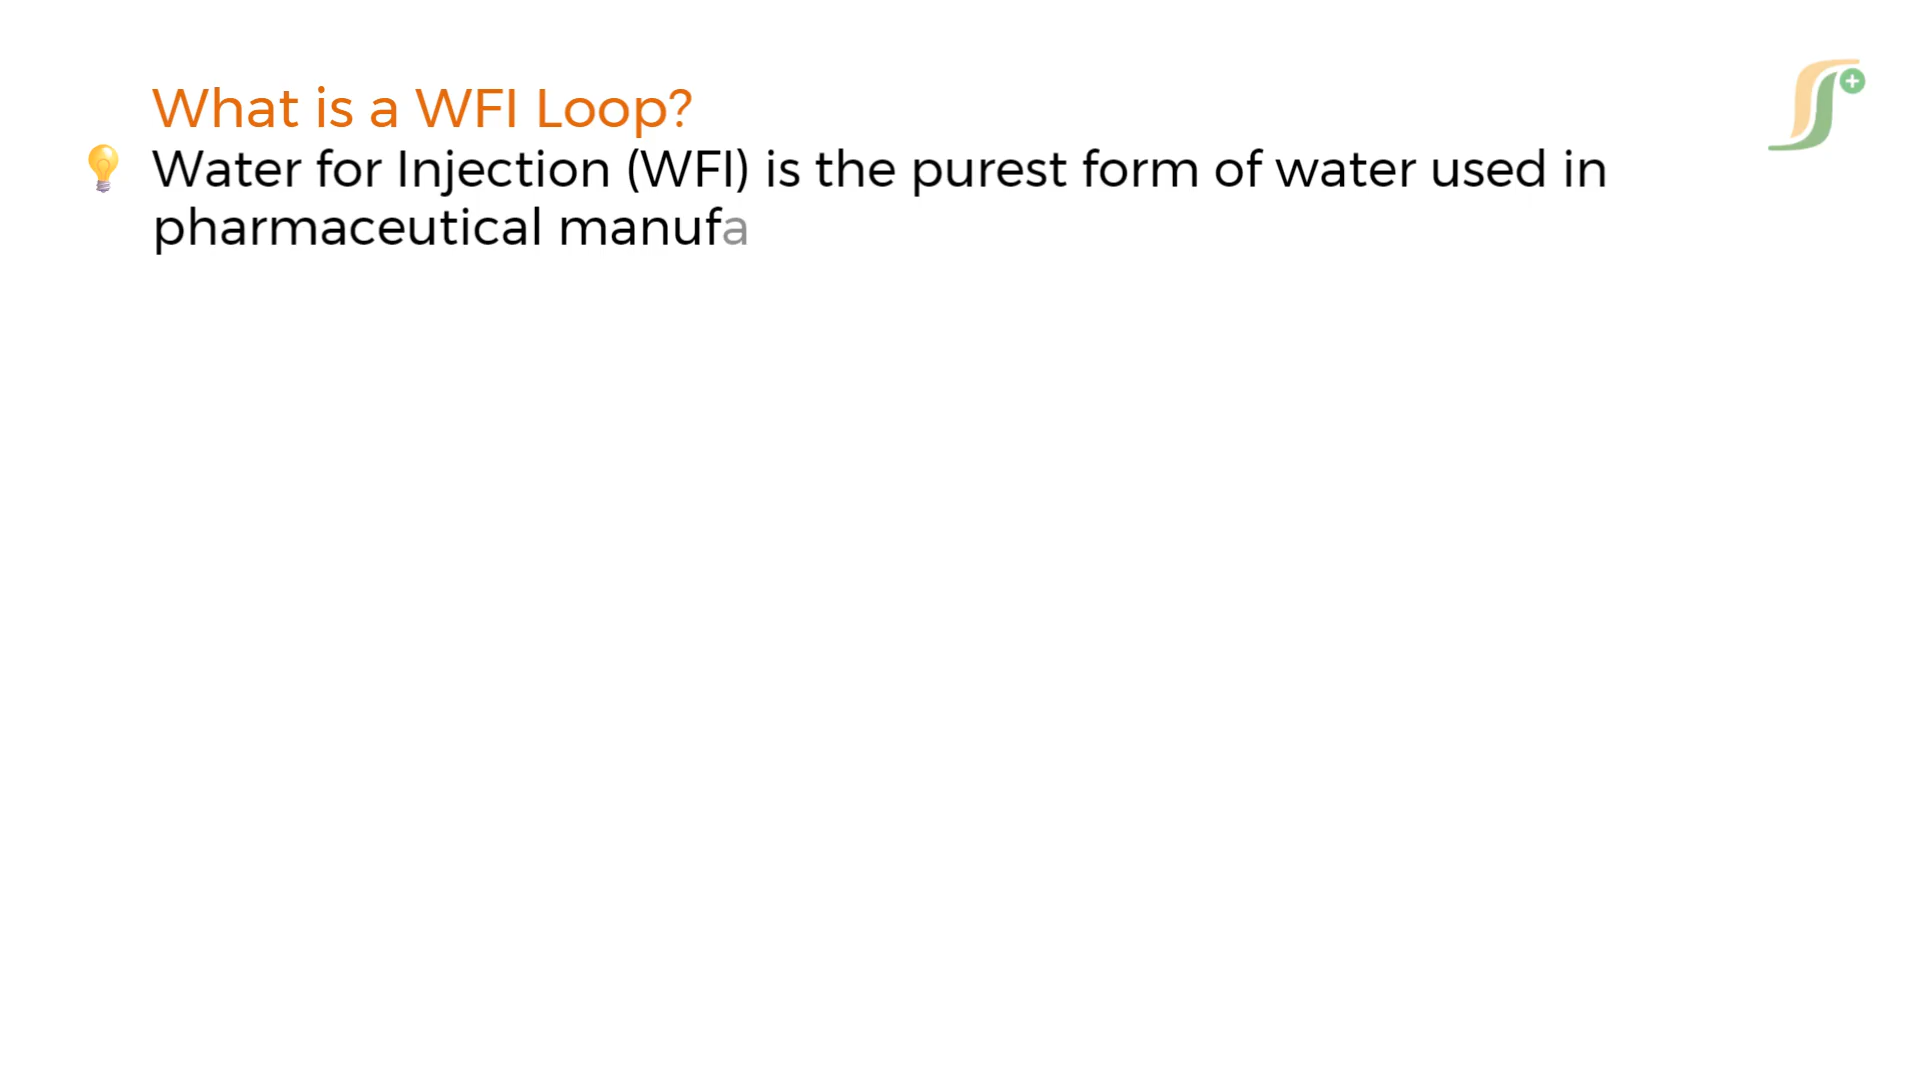 What is a WFI Loop?
💡 Water for Injection (WFI) is the purest form of water used in
pharmaceutical manufa